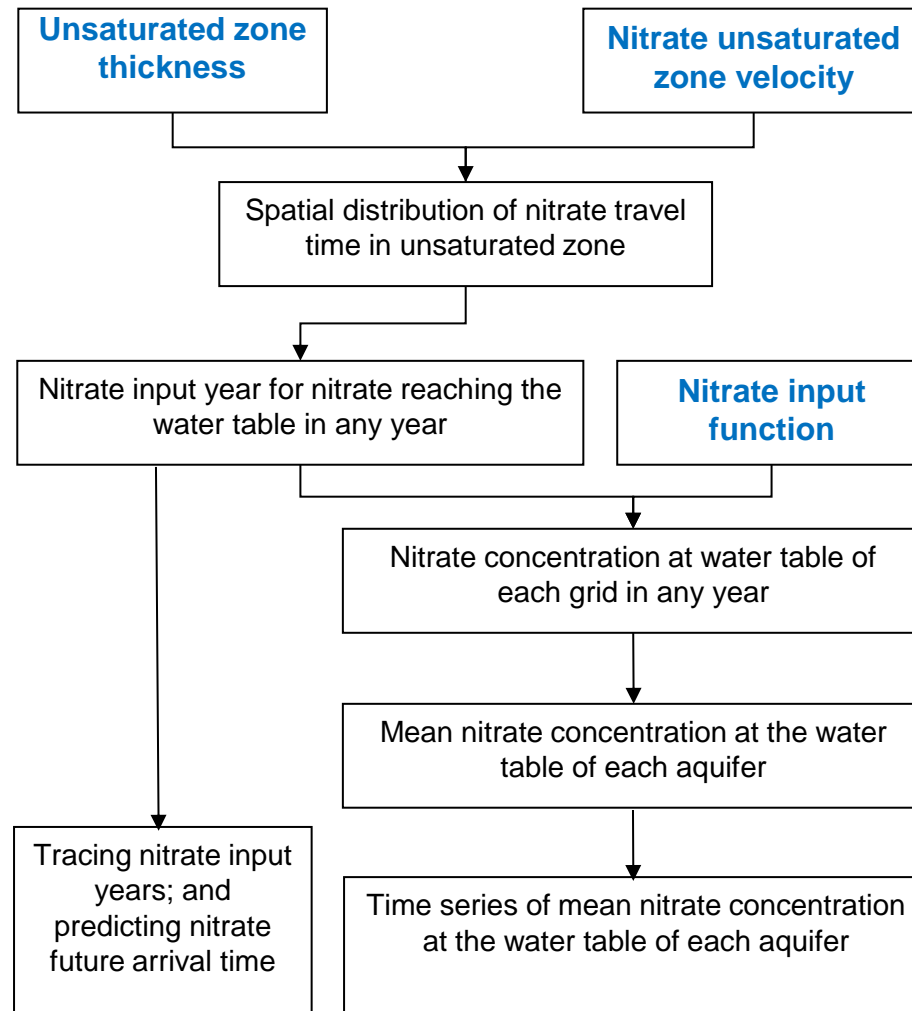 Unsaturated zone
thickness
Nitrate unsaturated
zone velocity
Spatial distribution of nitrate travel
time in unsaturated zone
Nitrate input year for nitrate reaching the
water table in any year
Nitrate input
function
Nitrate concentration at water table of
each grid in any year
Mean nitrate concentration at the water
table of each aquifer
Tracing nitrate input
years; and
predicting nitrate
future arrival time
Time series of mean nitrate concentration
at the water table of each aquifer